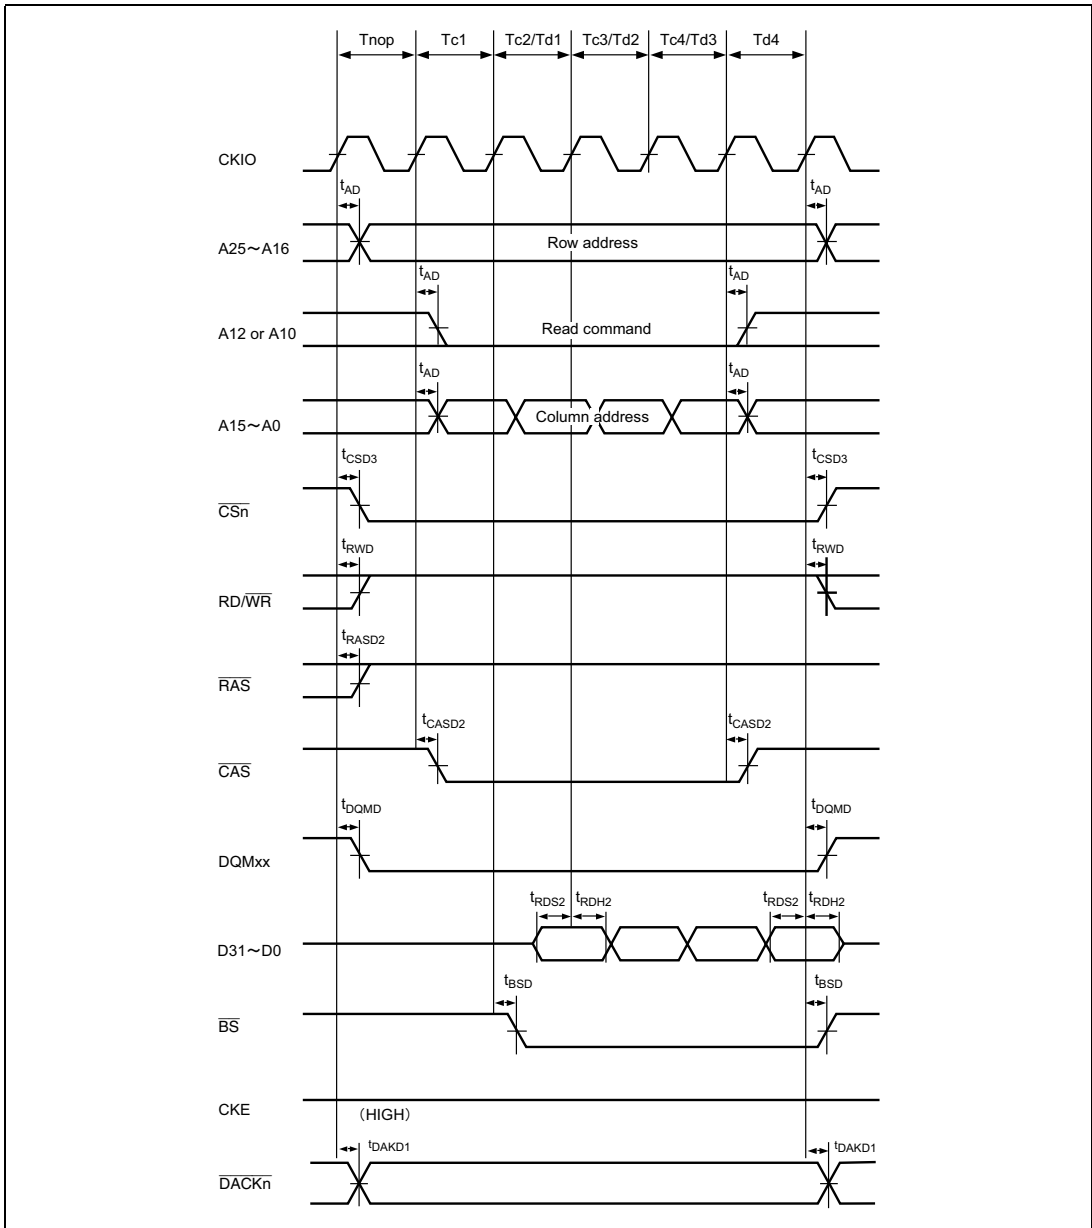 Tnop Tc1 Tc2/Td1 Tc3/Td2 Tc4/Td3 Td4
CKIO
tAD tAD
A25～A16 Row address
tAD tAD
A12 or A10 Read command
tAD tAD
A15～A0 Column address
tCSD3 tCSD3
CSn
tRWD tRWD
RD/WR
tRASD2
RAS
tCASD2 tCASD2
CAS
tDQMD tDQMD
DQMxx
tRDS2 tRDH2 tRDS2 tRDH2
D31～D0
tBSD tBSD
BS
CKE （HIGH）
tDAKD1 tDAKD1
DACKn